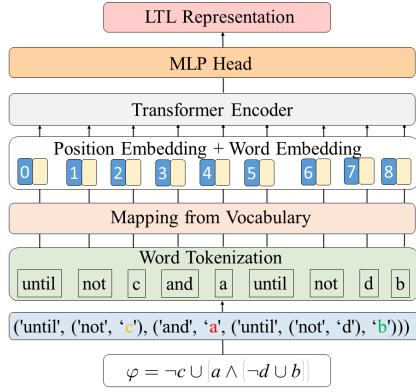 LTL Representation
MLP Head
Transformer Encoder
Position Embedding + Word Embedding
0 1 2 3 4 5 6 7 8
Mapping from Vocabulary
Word Tokenization
until not c and a until not d b
('until', ('not', ‘c’), ('and', ‘a’, ('until', ('not', 'd'), 'b')))
φ = ¬c ∪ (a ∧ (¬d ∪ b))